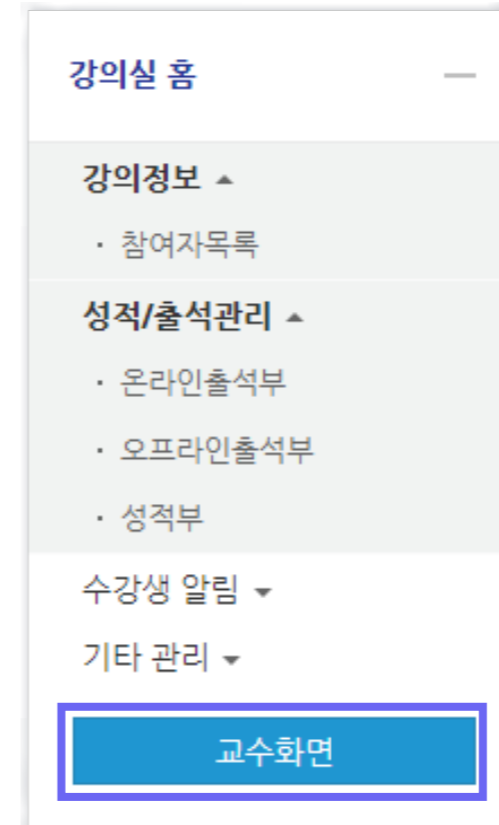 강의실 홈
강의정보
· 참여자목록
성적/출석관리
· 온라인출석부
· 오프라인출석부
· 성적부
수강생 알림
기타 관리
교수화면